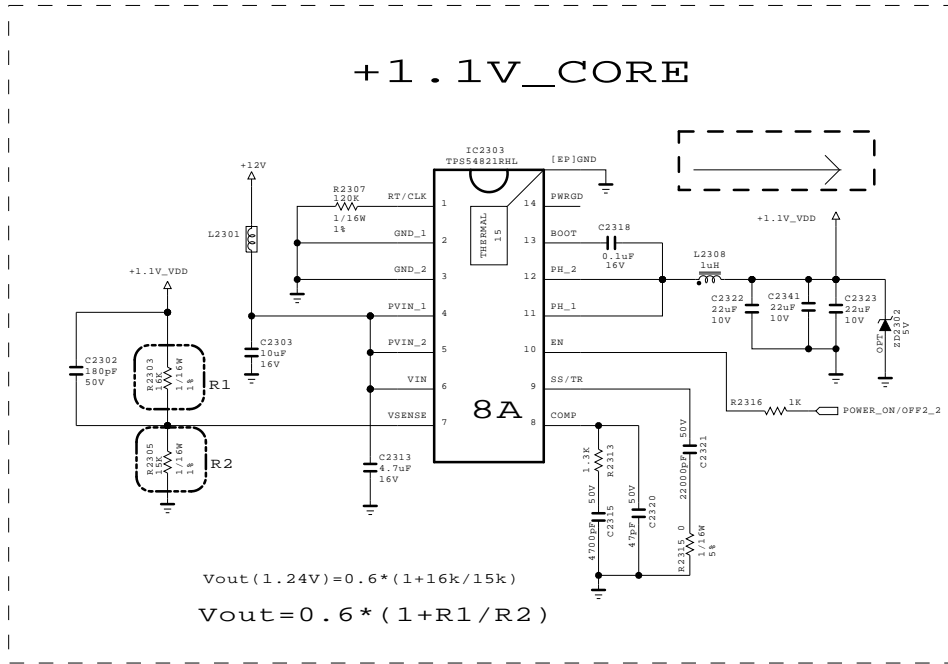 +1.1V_CORE
IC2303
TPS54821RHL
[EP]GND
+12V
R2307
120K
1/16W
1%
RT/CLK
1
14
PWRGD
THERMAL
15
L2301
GND_1
2
13
BOOT
C2318
0.1uF
16V
+1.1V_VDD
+1.1V_VDD
GND_2
3
12
PH_2
L2308
1uH
C2322
22uF
10V
C2341
22uF
10V
C2323
22uF
10V
OPT
ZD2302
5V
PVIN_1
4
11
PH_1
C2303
10uF
16V
PVIN_2
5
10
EN
C2302
180pF
50V
R2303
16K
1/16W
1%
R1
VIN
6
9
SS/TR
8A
R2316
1K
POWER_ON/OFF2_2
VSENSE
7
8
COMP
R2305
15K
1/16W
1%
R2
C2313
4.7uF
16V
1.3K
R2313
50V
C2321
22000pF
4700pF
50V
C2315
47pF
50V
C2320
R2315
0
1/16W
5%
Vout(1.24V)=0.6*(1+16k/15k)
Vout=0.6*(1+R1/R2)